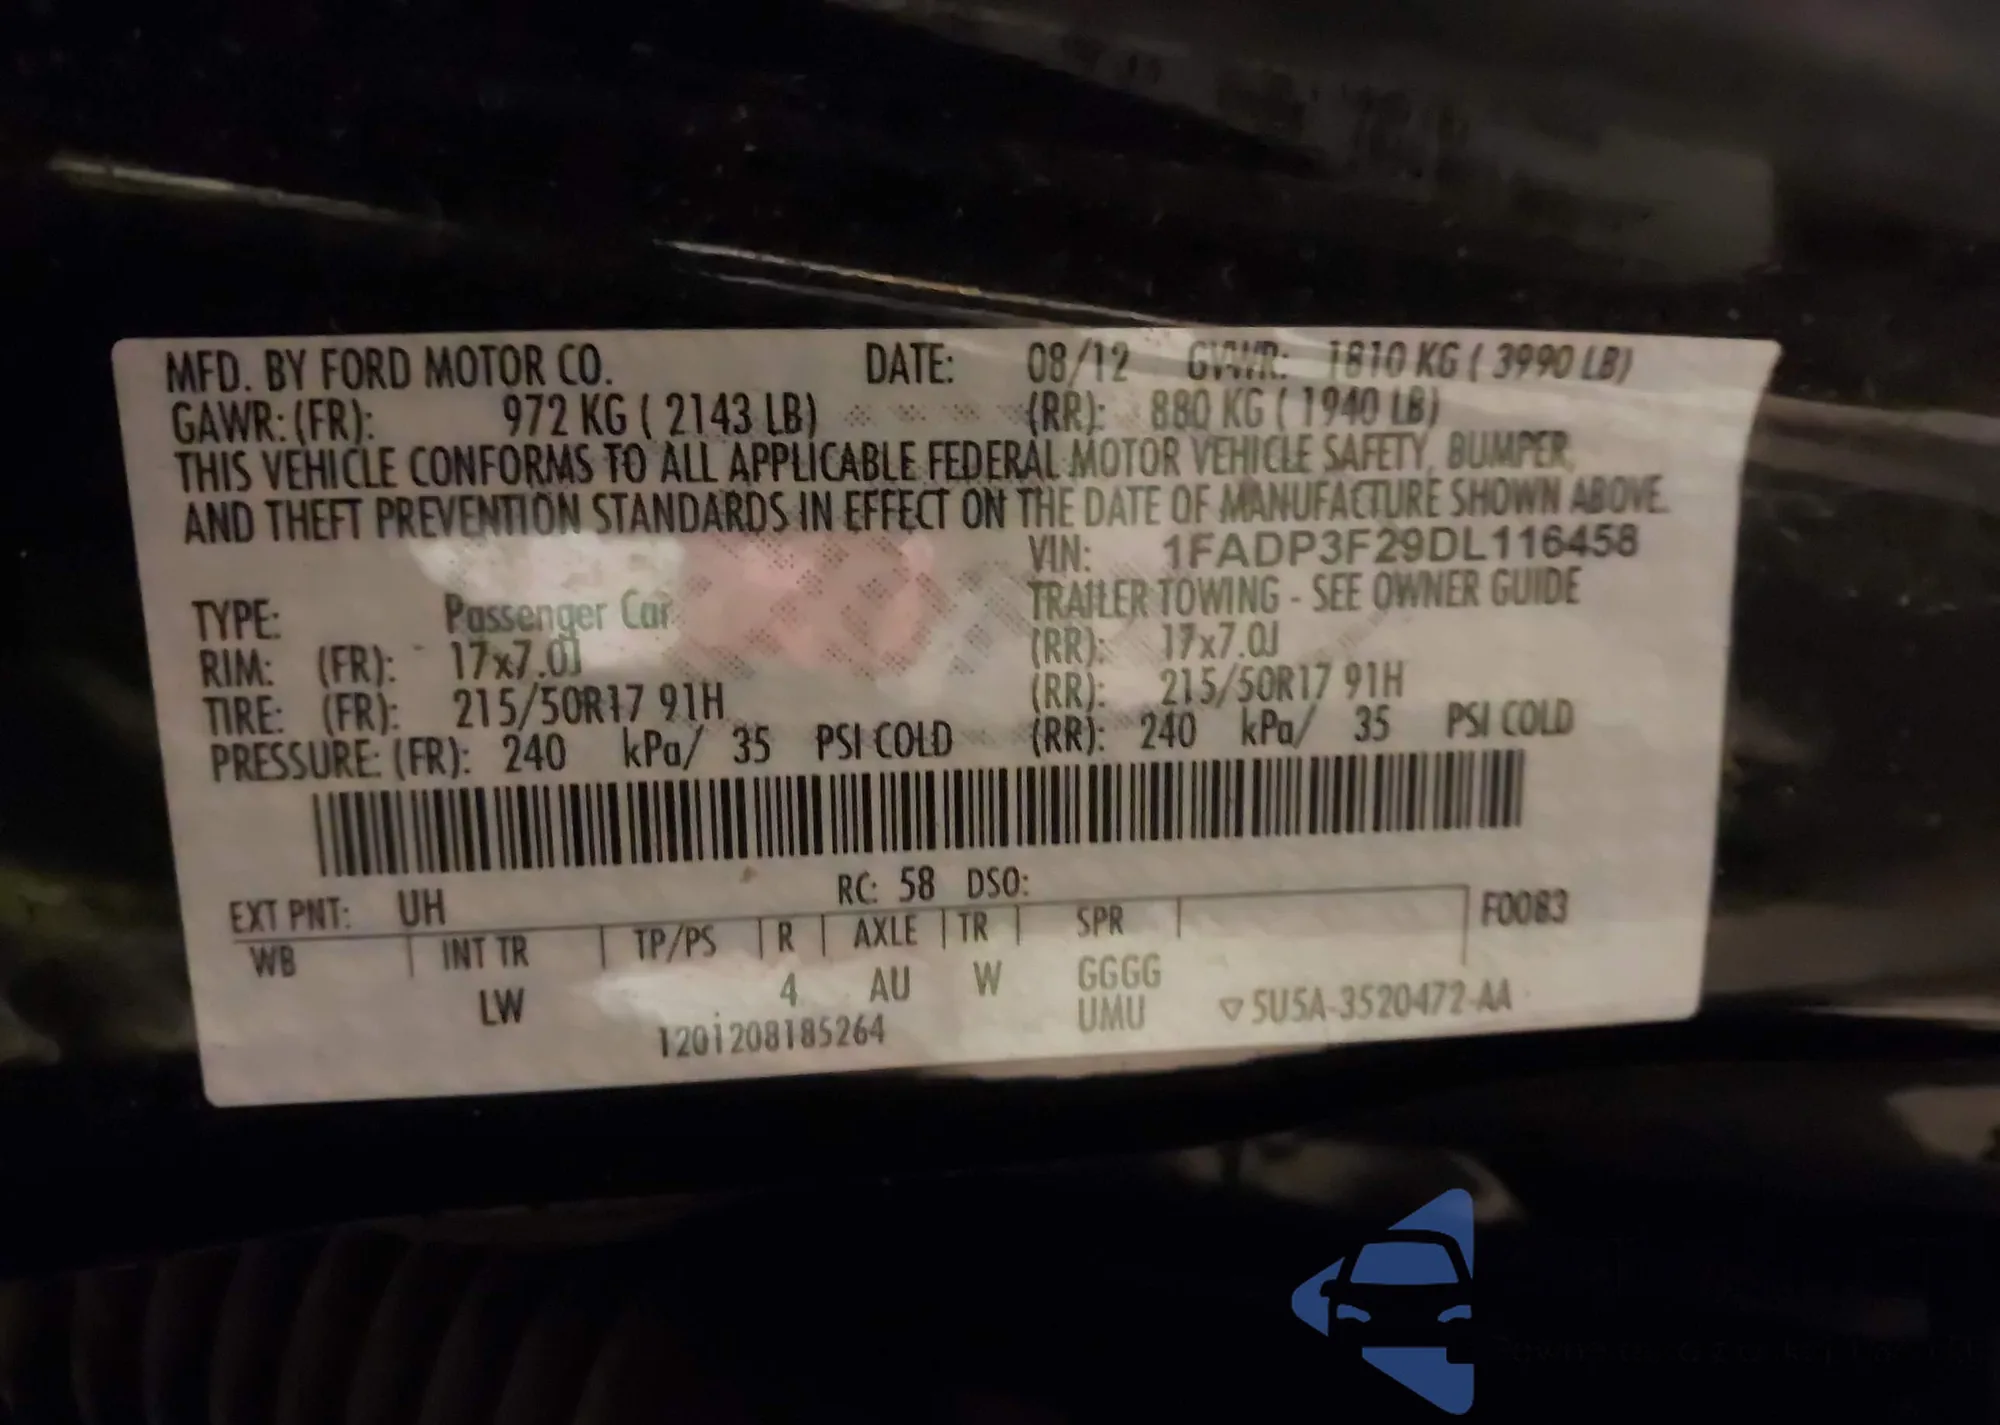 MFD. BY FORD MOTOR CO. DATE: 08/12 GVWR: 1810 KG ( 3990 LB)
GAWR: (FR): 972 KG ( 2143 LB) (RR): 880 KG ( 1940 LB)
THIS VEHICLE CONFORMS TO ALL APPLICABLE FEDERAL MOTOR VEHICLE SAFETY, BUMPER,
AND THEFT PREVENTION STANDARDS IN EFFECT ON THE DATE OF MANUFACTURE SHOWN ABOVE.
VIN: 1FADP3F29DL116458
TYPE: Passenger Car TRAILER TOWING - SEE OWNER GUIDE
RIM: (FR): 17x7.0J (RR): 17x7.0J
TIRE: (FR): 215/50R17 91H (RR): 215/50R17 91H
PRESSURE: (FR): 240 kPa/ 35 PSI COLD (RR): 240 kPa/ 35 PSI COLD
EXT PNT: UH RC: 58 DSO: F0083
WB INT TR TP/PS R AXLE TR SPR
LW 4 AU W GGGG
1201208185264 UMU ▽5U5A-3520472-AA